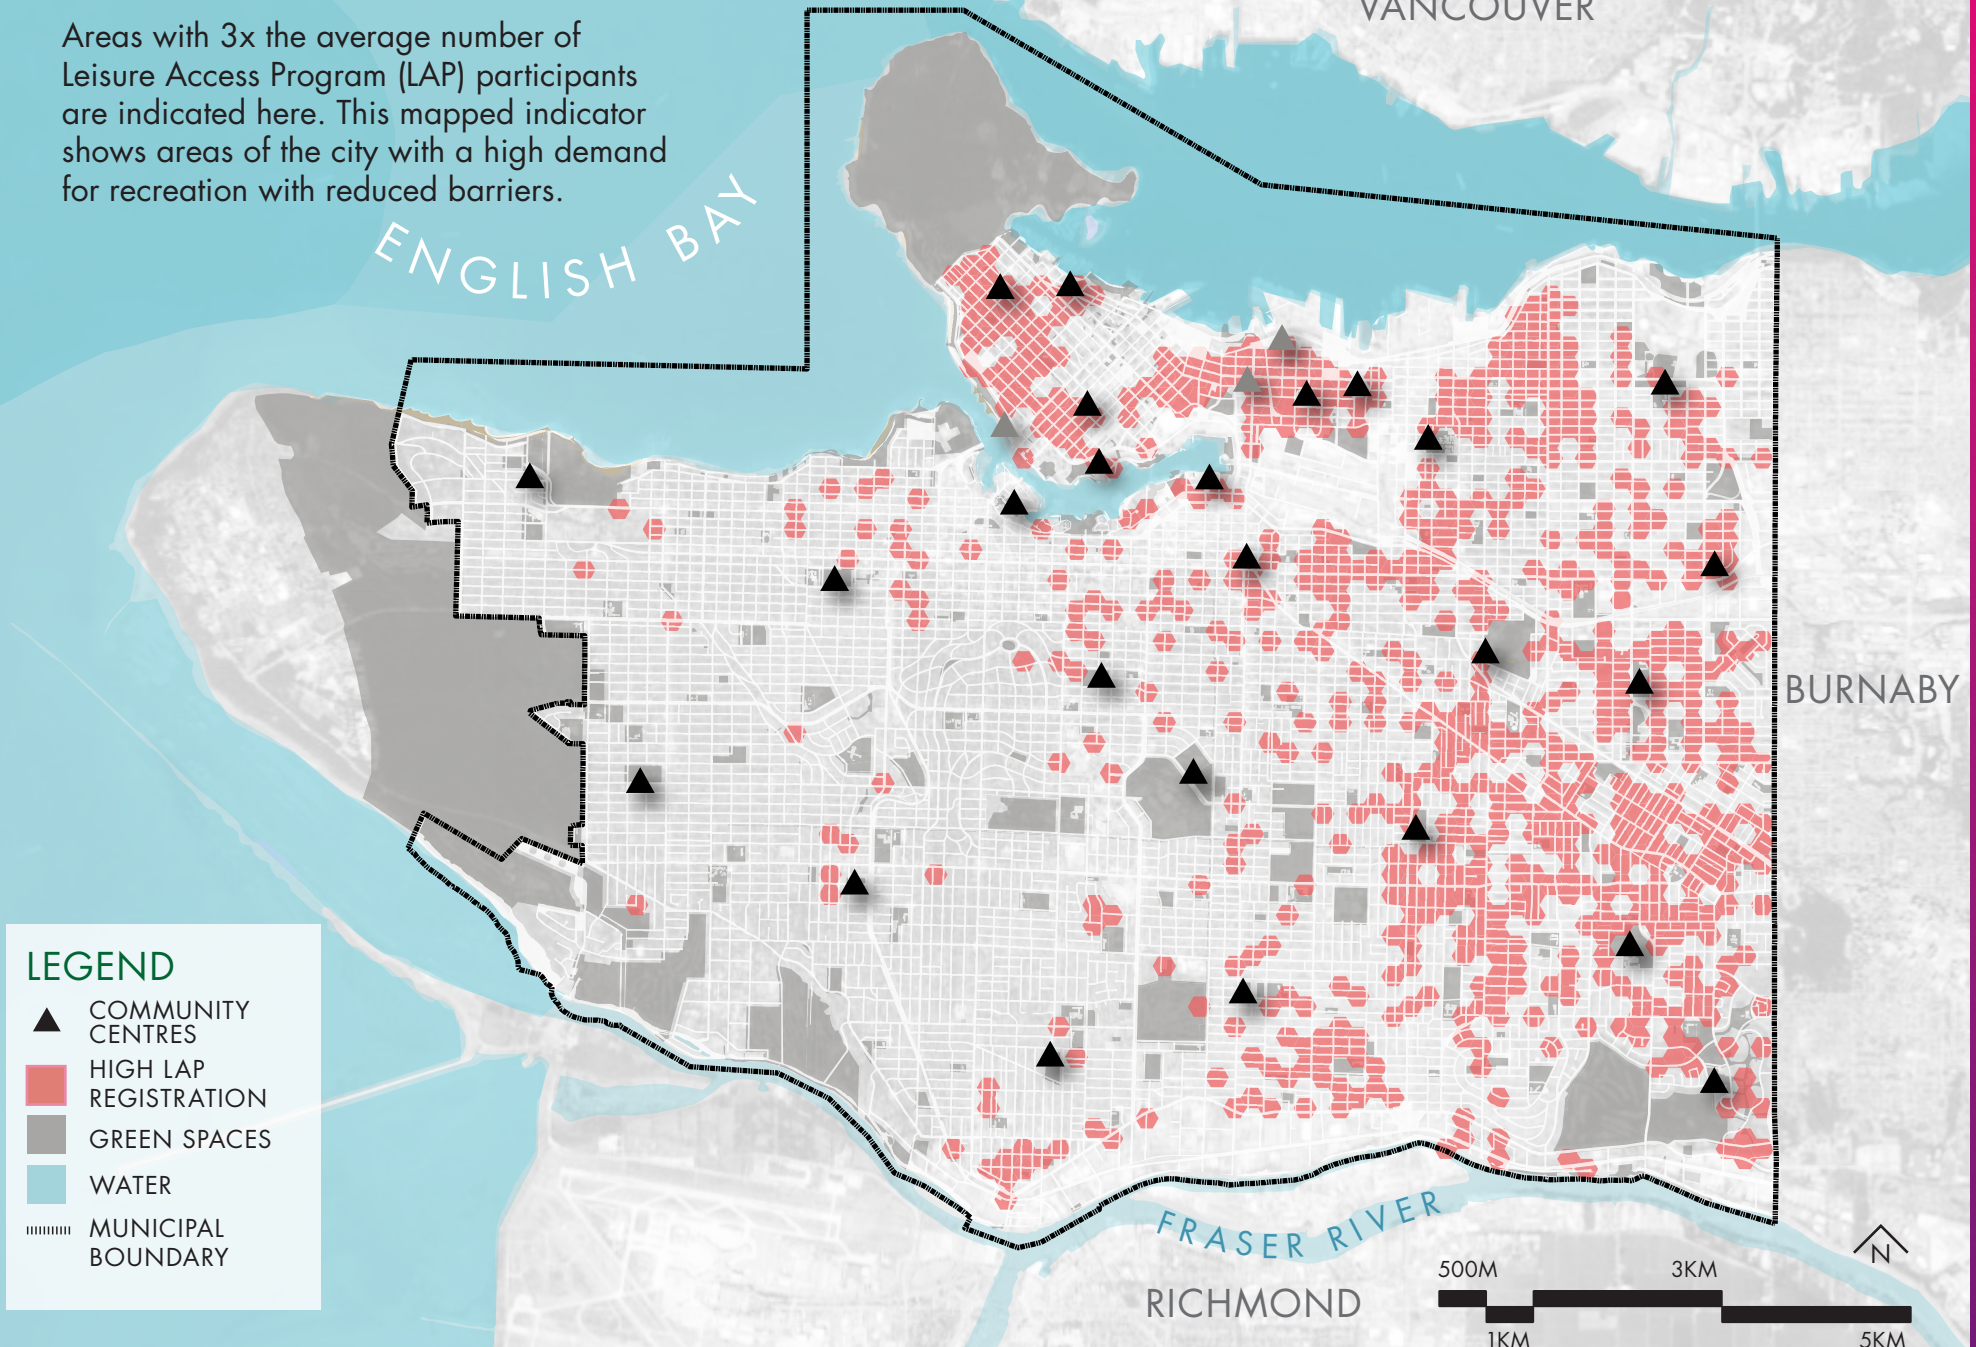 VANCOUVER
Areas with 3x the average number of
Leisure Access Program (LAP) participants
are indicated here. This mapped indicator
shows areas of the city with a high demand
for recreation with reduced barriers.
ENGLISH BAY
BURNABY
LEGEND
COMMUNITY
CENTRES
HIGH LAP
REGISTRATION
GREEN SPACES
WATER
MUNICIPAL
BOUNDARY
FRASER RIVER
RICHMOND
N
500M
3KM
1KM
5KM